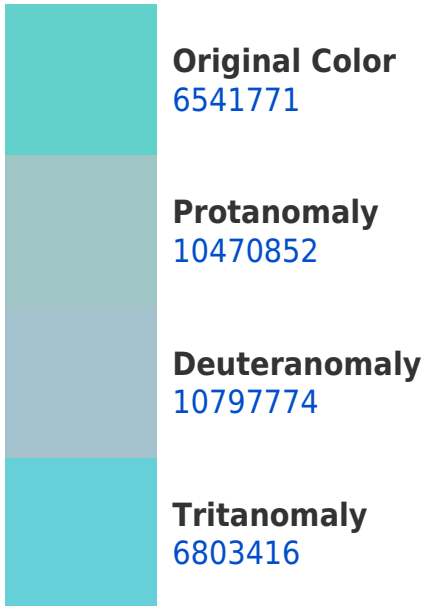 Original Color
6541771
Protanomaly
10470852
Deuteranomaly
10797774
Tritanomaly
6803416